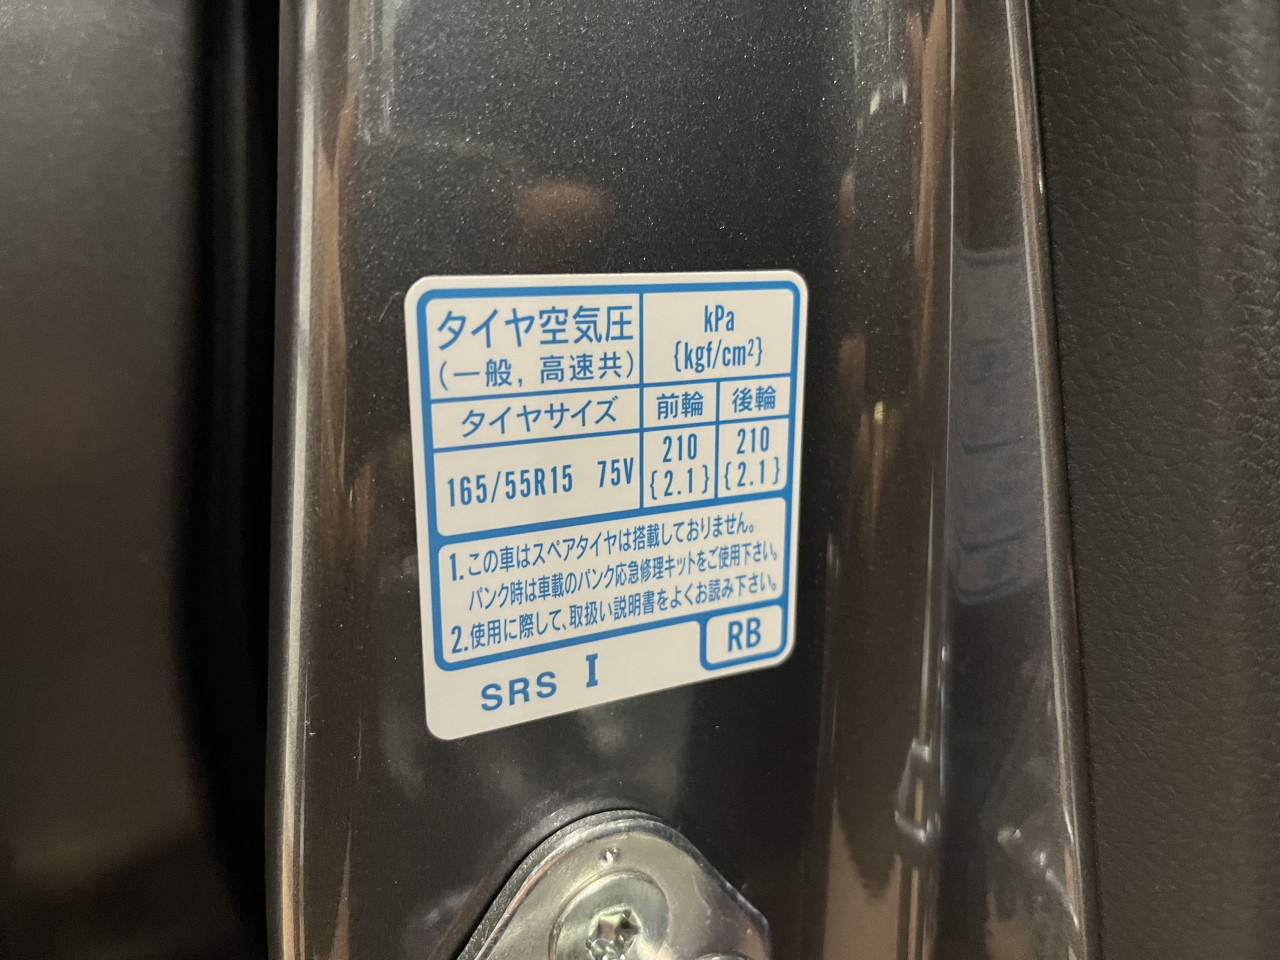 タイヤ空気圧
(一般, 高速共)
kPa
{kgf/cm²}
タイヤサイズ 前輪 後輪
165/55R15 75V 210 210
{2.1} {2.1}
1. この車はスペアタイヤは搭載しておりません。
パンク時は車載のパンク応急修理キットをご使用下さい。
2. 使用に際して、取扱い説明書をよくお読み下さい。
RB
SRS I